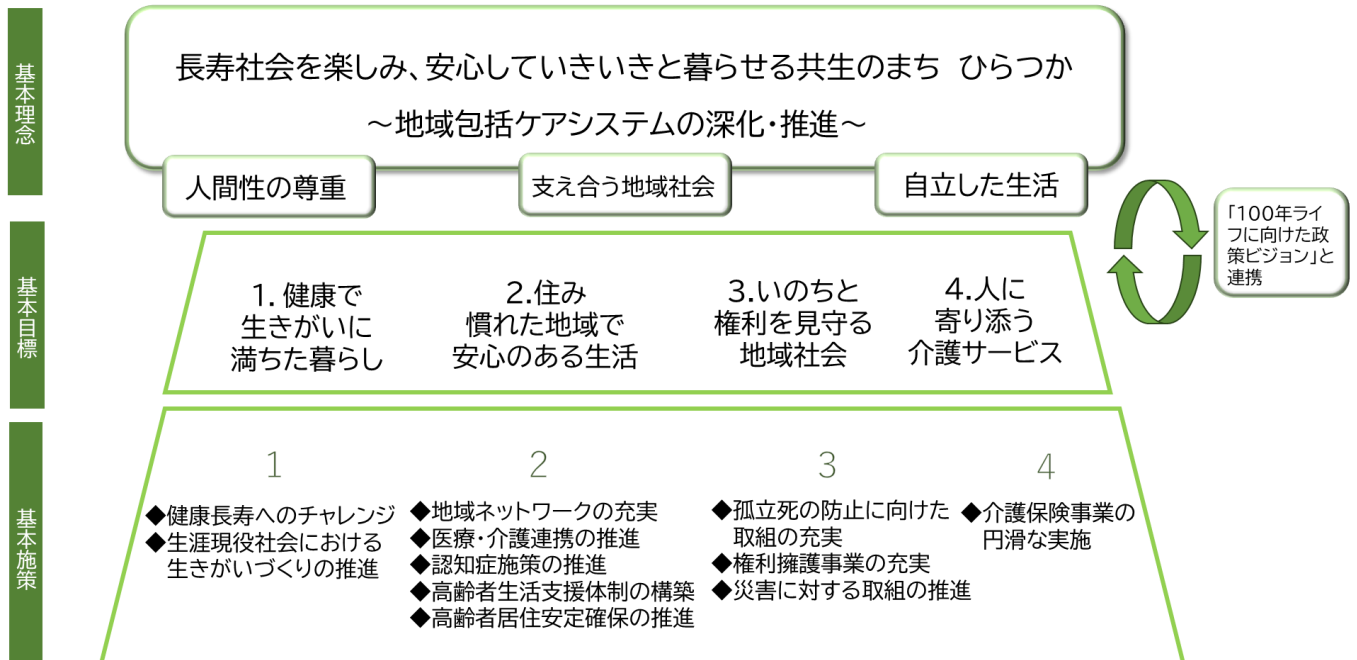 基本理念
長寿社会を楽しみ、安心していきいきと暮らせる共生のまち ひらつか
～地域包括ケアシステムの深化・推進～
人間性の尊重
支え合う地域社会
自立した生活
「100年ライ
フに向けた政
策ビジョン」と
連携
基本目標
1.健康で
生きがいに
満ちた暮らし
2.住み
慣れた地域で
安心のある生活
3.いのちと
権利を見守る
地域社会
4.人に
寄り添う
介護サービス
基本施策
1
◆健康長寿へのチャレンジ
◆生涯現役社会における
生きがいづくりの推進
2
◆地域ネットワークの充実
◆医療・介護連携の推進
◆認知症施策の推進
◆高齢者生活支援体制の構築
◆高齢者居住安定確保の推進
3
◆孤立死の防止に向けた
取組の充実
◆権利擁護事業の充実
◆災害に対する取組の推進
4
◆介護保険事業の
円滑な実施